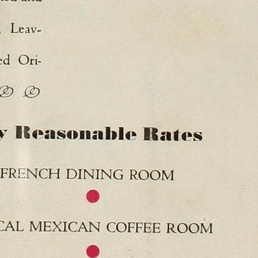 Leav-
ed Ori-
Reasonable Rates
FRENCH DINING ROOM
CAL MEXICAN COFFEE ROOM